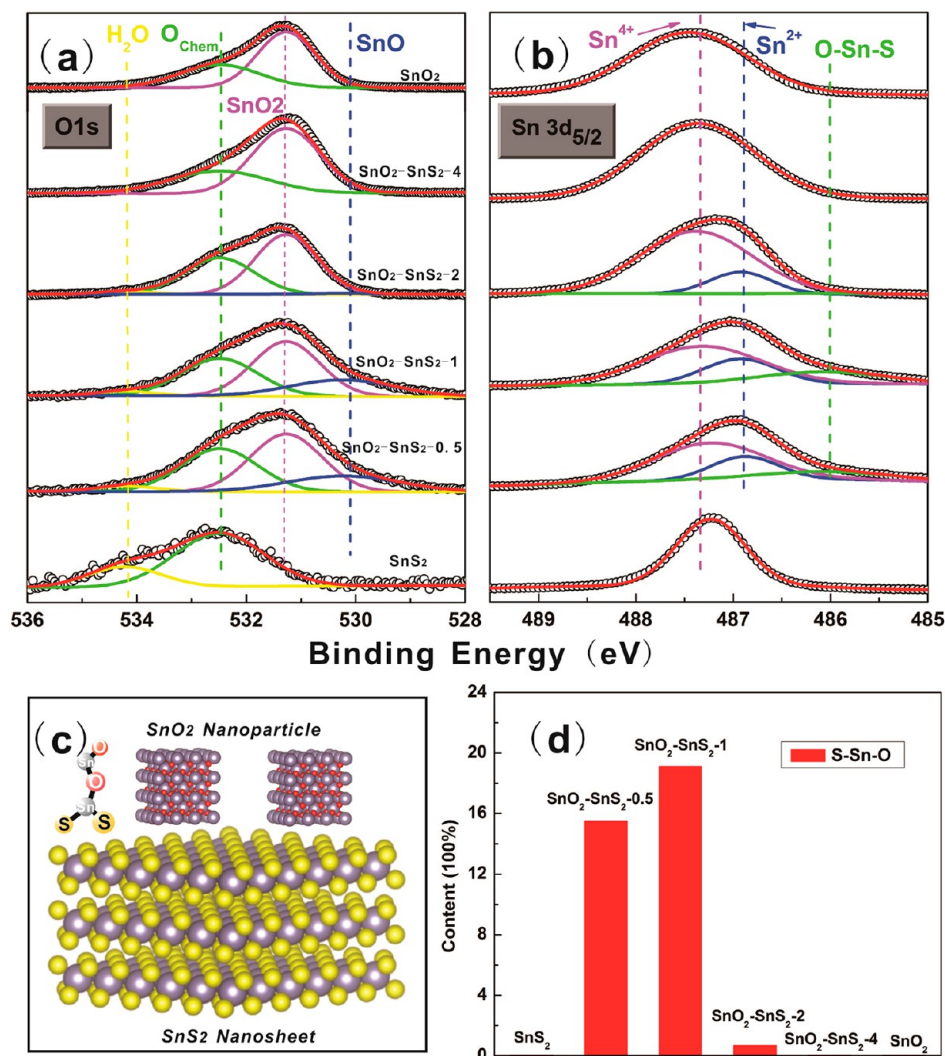 (a)
H₂O O_Chem SnO
SnO₂
SnO2
O1s
SnO₂-SnS₂-4
SnO₂-SnS₂-2
SnO₂-SnS₂-1
SnO₂-SnS₂-0.5
SnS₂
536 534 532 530 528
(b)
Sn⁴⁺ Sn²⁺ O-Sn-S
Sn 3d₅/₂
489 488 487 486 485
Binding Energy (eV)
(c)
SnO₂ Nanoparticle
O
Sn
O
Sn
S S
SnS₂ Nanosheet
(d)
S-Sn-O
Content (100%)
24
20
16
12
8
4
0
SnS₂
SnO₂-SnS₂-0.5
SnO₂-SnS₂-1
SnO₂-SnS₂-2
SnO₂-SnS₂-4
SnO₂